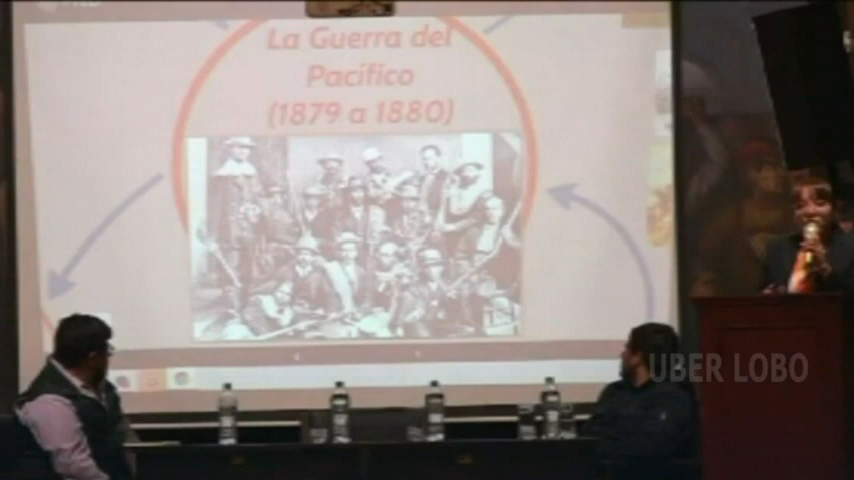 La Guerra del
Pacífico
(1879 a 1880)
UBER LOBO